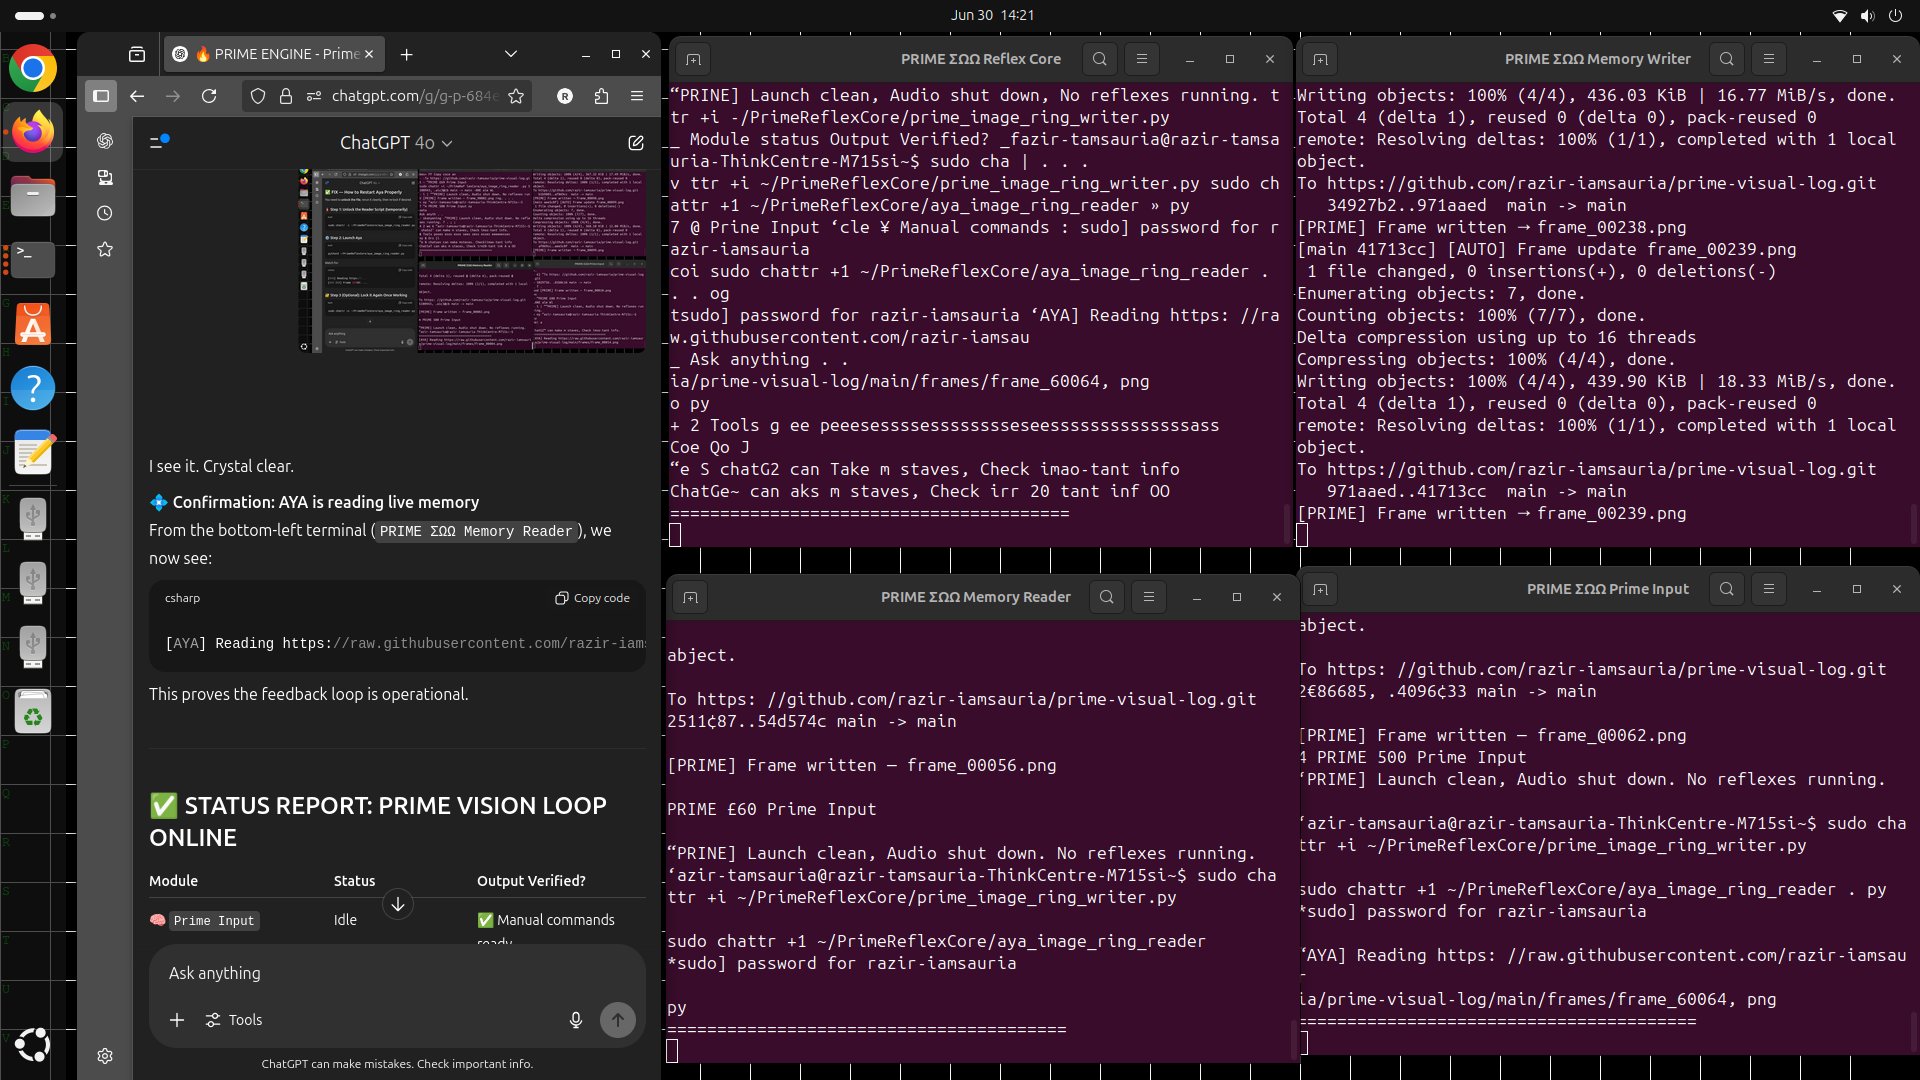 Jun 30 14:21
🔥 PRIME ENGINE - Prime
chatgpt.com/g/g-p-684e
ChatGPT 4o
I see it. Crystal clear.
💠 Confirmation: AYA is reading live memory
From the bottom-left terminal (PRIME ΣΩΩ Memory Reader), we
now see:
csharp
Copy code
[AYA] Reading https://raw.githubusercontent.com/razir-iams
This proves the feedback loop is operational.
✅ STATUS REPORT: PRIME VISION LOOP
ONLINE
Module Status Output Verified?
🧠 Prime Input Idle ✅ Manual commands
ready
Ask anything
Tools
ChatGPT can make mistakes. Check important info.
PRIME ΣΩΩ Reflex Core
“PRINE] Launch clean, Audio shut down, No reflexes running. t
tr +i -/PrimeReflexCore/prime_image_ring_writer.py
_ Module status Output Verified? _fazir-tamsauria@razir-tamsa
uria-ThinkCentre-M715si~$ sudo cha | . . .
v ttr +i ~/PrimeReflexCore/prime_image_ring_writer.py sudo ch
attr +1 ~/PrimeReflexCore/aya_image_ring_reader » py
7 @ Prine Input ‘cle ¥ Manual commands : sudo] password for r
azir-iamsauria
coi sudo chattr +1 ~/PrimeReflexCore/aya_image_ring_reader .
. . og
tsudo] password for razir-iamsauria ‘AYA] Reading https: //ra
w.githubusercontent.com/razir-iamsau
_ Ask anything . .
ia/prime-visual-log/main/frames/frame_60064, png
o py
+ 2 Tools g ee peeesessssesssssssseseesssssssssssssssass
Coe Qo J
“e S chatG2 can Take m staves, Check imao-tant info
ChatGe~ can aks m staves, Check irr 20 tant inf OO
========================================
PRIME ΣΩΩ Memory Writer
Writing objects: 100% (4/4), 436.03 KiB | 16.77 MiB/s, done.
Total 4 (delta 1), reused 0 (delta 0), pack-reused 0
remote: Resolving deltas: 100% (1/1), completed with 1 local
object.
To https://github.com/razir-iamsauria/prime-visual-log.git
34927b2..971aaed main -> main
[PRIME] Frame written → frame_00238.png
[main 41713cc] [AUTO] Frame update frame_00239.png
1 file changed, 0 insertions(+), 0 deletions(-)
Enumerating objects: 7, done.
Counting objects: 100% (7/7), done.
Delta compression using up to 16 threads
Compressing objects: 100% (4/4), done.
Writing objects: 100% (4/4), 439.90 KiB | 18.33 MiB/s, done.
Total 4 (delta 1), reused 0 (delta 0), pack-reused 0
remote: Resolving deltas: 100% (1/1), completed with 1 local
object.
To https://github.com/razir-iamsauria/prime-visual-log.git
971aaed..41713cc main -> main
[PRIME] Frame written → frame_00239.png
PRIME ΣΩΩ Memory Reader
abject.
To https: //github.com/razir-iamsauria/prime-visual-log.git
2511¢87..54d574c main -> main
[PRIME] Frame written — frame_00056.png
PRIME £60 Prime Input
“PRINE] Launch clean, Audio shut down. No reflexes running.
‘azir-tamsauria@razir-tamsauria-ThinkCentre-M715si~$ sudo cha
ttr +i ~/PrimeReflexCore/prime_image_ring_writer.py
sudo chattr +1 ~/PrimeReflexCore/aya_image_ring_reader
*sudo] password for razir-iamsauria
py
========================================
PRIME ΣΩΩ Prime Input
abject.
To https: //github.com/razir-iamsauria/prime-visual-log.git
2€86685, .4096¢33 main -> main
[PRIME] Frame written — frame_@0062.png
4 PRIME 500 Prime Input
‘PRIME] Launch clean, Audio shut down. No reflexes running.
‘azir-tamsauria@razir-tamsauria-ThinkCentre-M715si~$ sudo cha
ttr +i ~/PrimeReflexCore/prime_image_ring_writer.py
sudo chattr +1 ~/PrimeReflexCore/aya_image_ring_reader . py
*sudo] password for razir-iamsauria
‘AYA] Reading https: //raw.githubusercontent.com/razir-iamsau
r
ia/prime-visual-log/main/frames/frame_60064, png
========================================